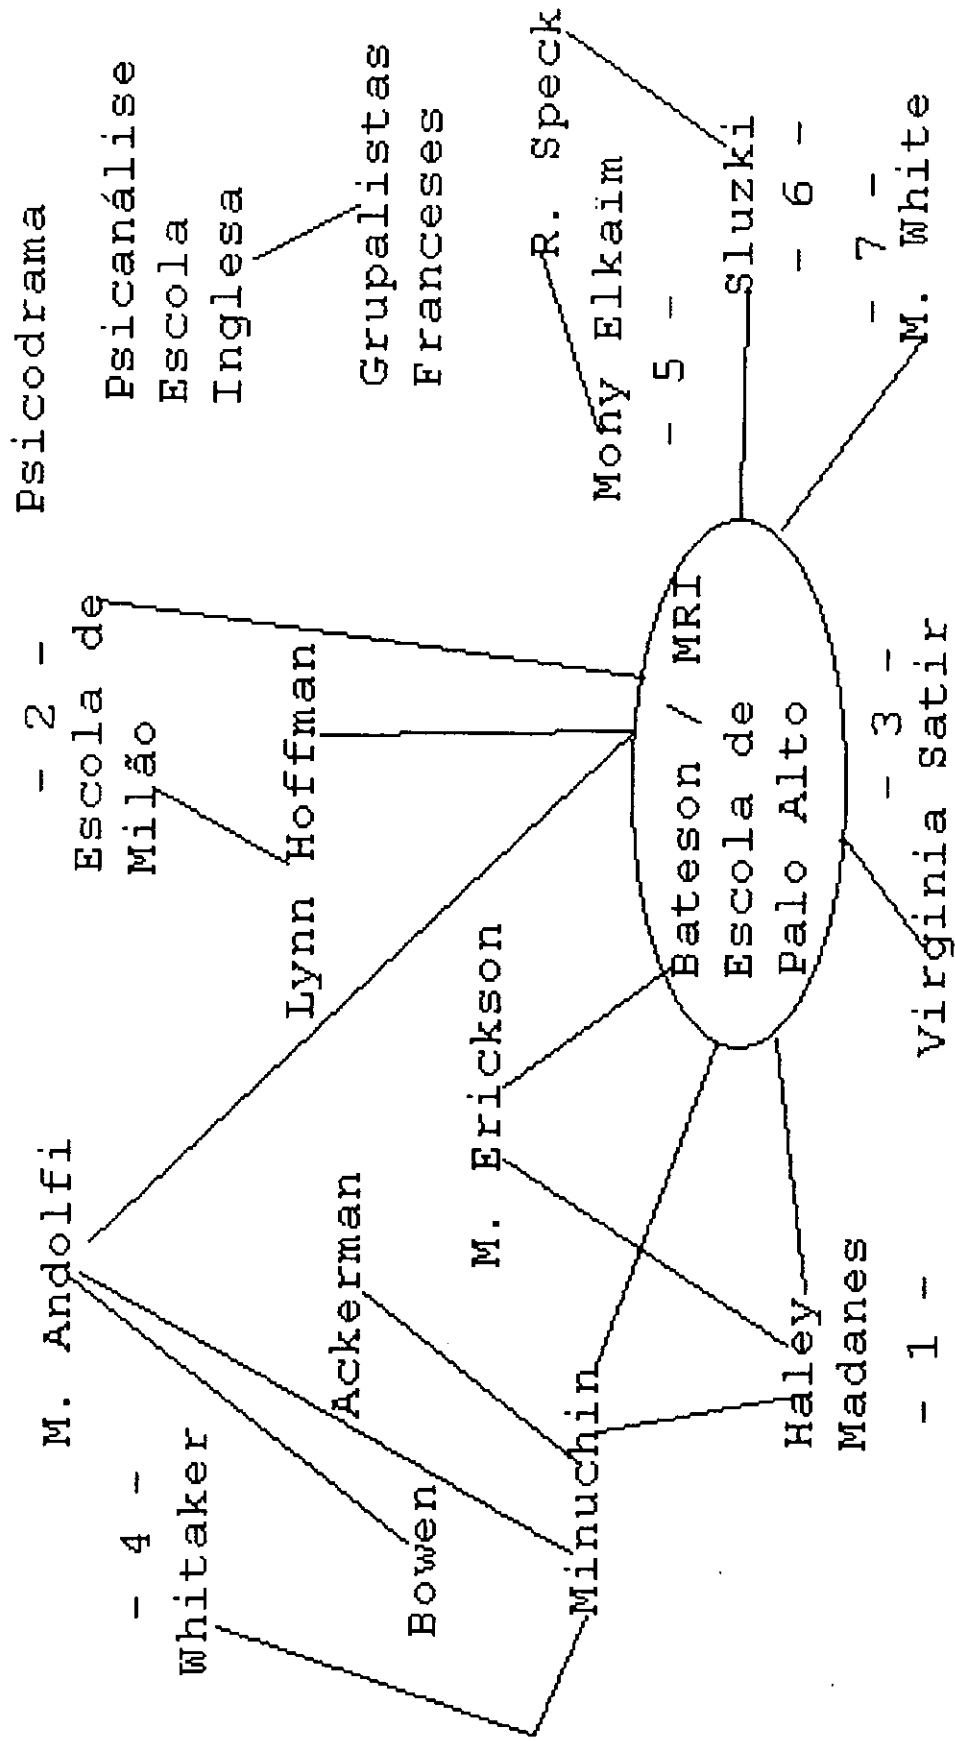 M. Andolfi
- 4 -
Whitaker
Bowen
Ackerman
Minuchin
M. Erickson
Haley
Madanes
- 1 -
- 2 -
Escola de
Milão
Lynn Hoffman
Bateson / MRI
Escola de
Palo Alto
- 3 -
Virginia Satir
Psicodrama
Psicanálise
Escola
Inglesa
Grupalistas
Franceses
R. Speck
Mony Elkaïm
- 5 -
Sluzki
- 6 -
- 7 -
M. White